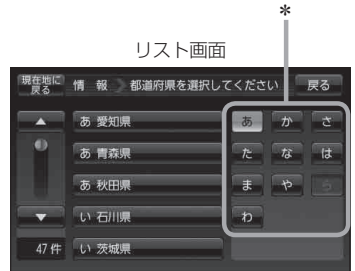 *
リスト画面
現在地に
戻る
情 報 都道府県を選択してください 戻る
あ 愛知県
あ 青森県
あ 秋田県
い 石川県
47件 い 茨城県
あ か さ
た な は
ま や ら
わ